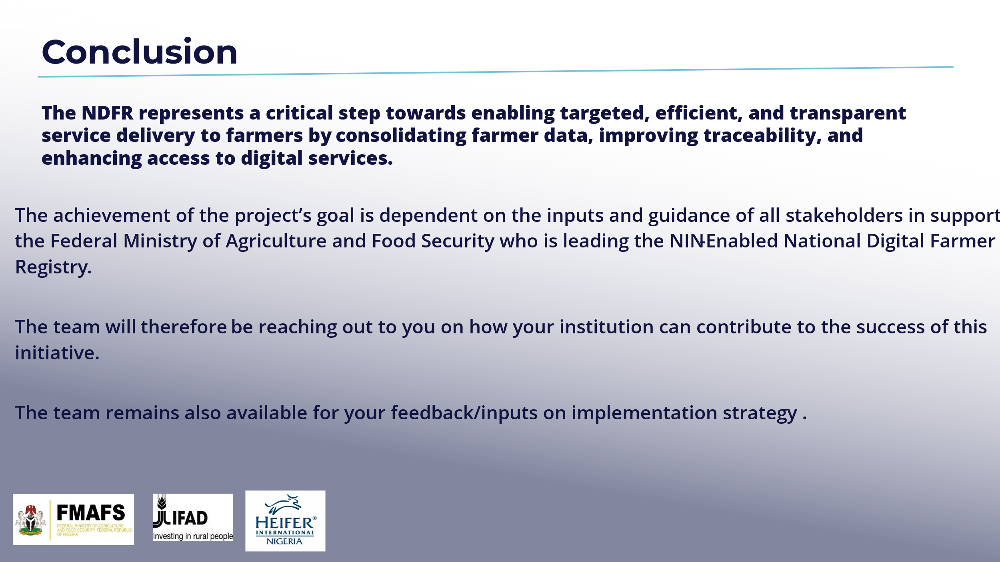 Conclusion
The NDFR represents a critical step towards enabling targeted, efficient, and transparent
service delivery to farmers by consolidating farmer data, improving traceability, and
enhancing access to digital services.
The achievement of the project’s goal is dependent on the inputs and guidance of all stakeholders in support
the Federal Ministry of Agriculture and Food Security who is leading the NIN-Enabled National Digital Farmer
Registry.
The team will therefore be reaching out to you on how your institution can contribute to the success of this
initiative.
The team remains also available for your feedback/inputs on implementation strategy .
FMAFS
FEDERAL MINISTRY OF AGRICULTURE
AND FOOD SECURITY, FEDERAL REPUBLIC
OF NIGERIA
IFAD
Investing in rural people
HEIFER®
INTERNATIONAL
NIGERIA